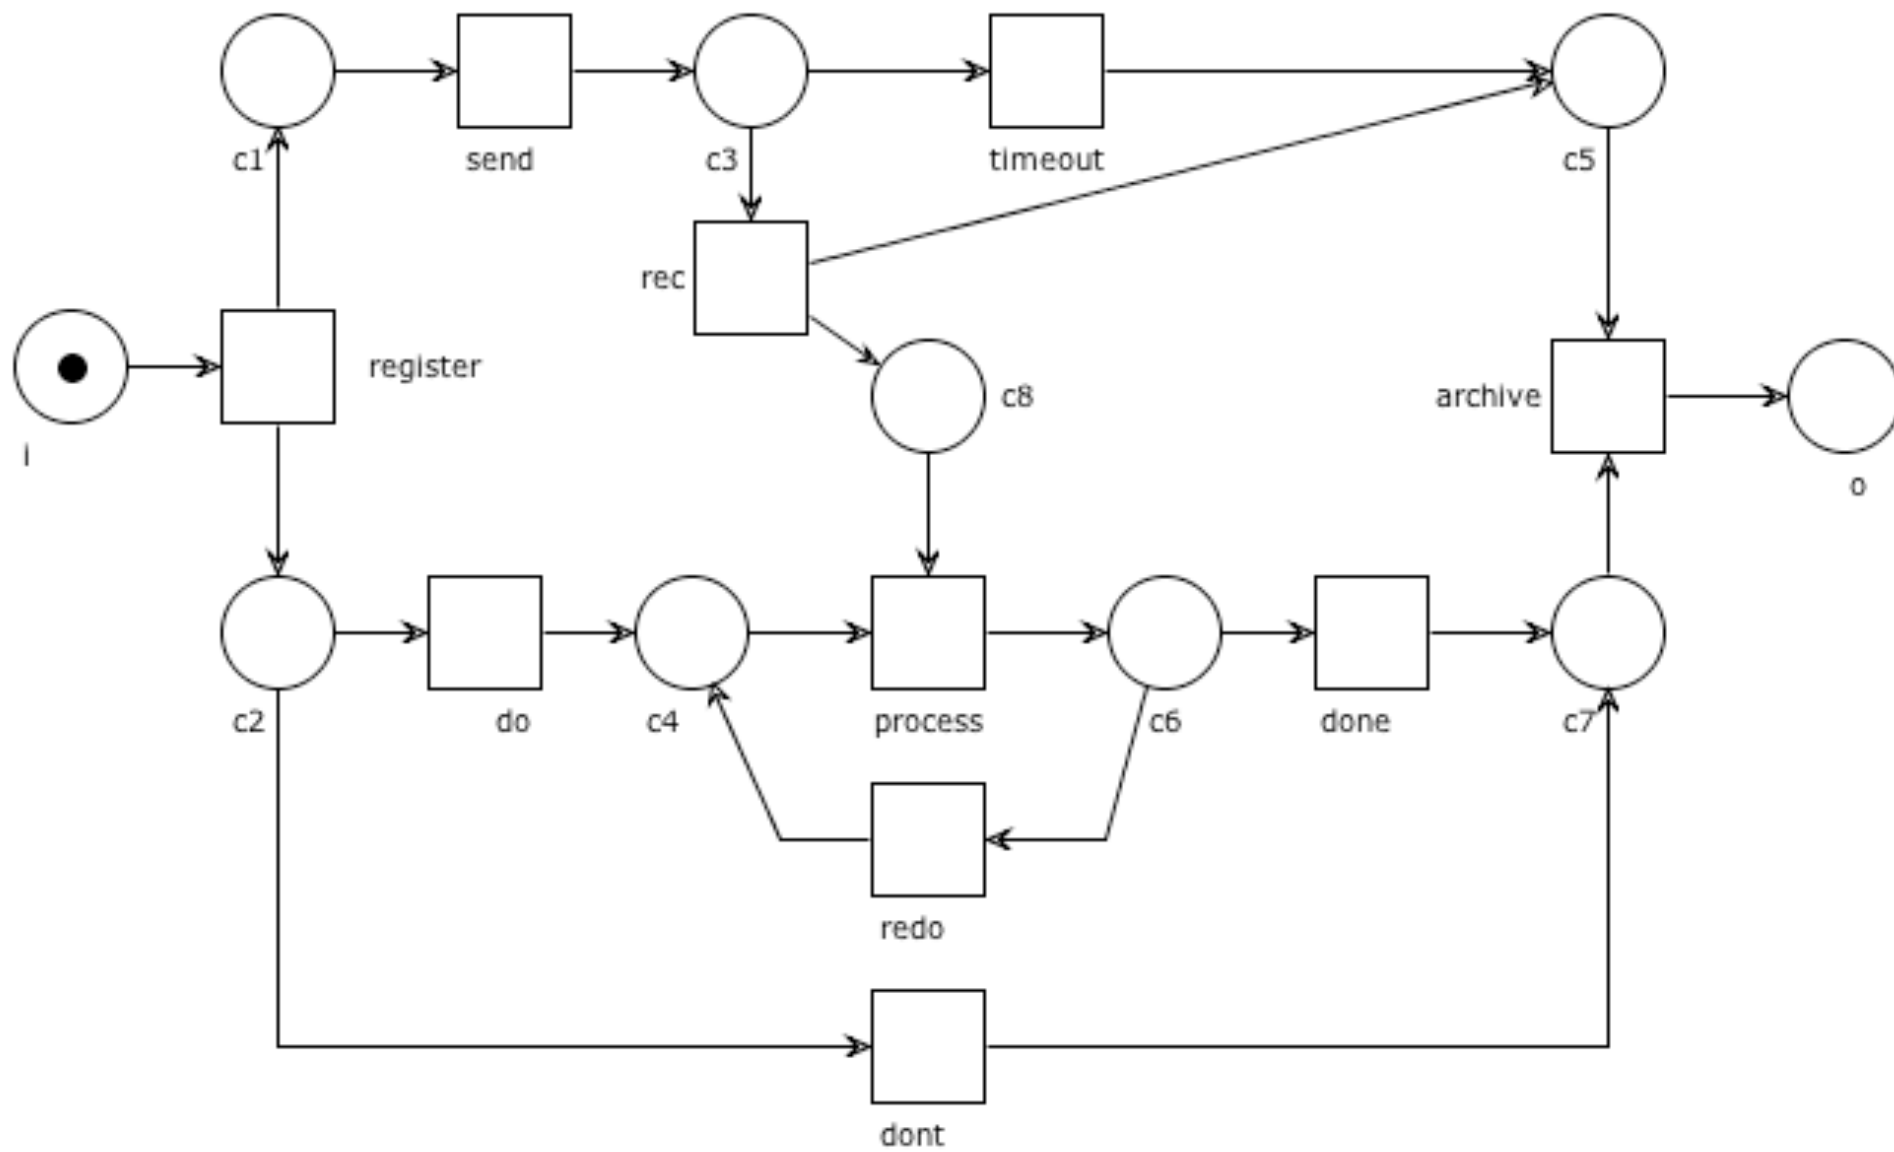 c1
send
c3
timeout
c5
rec
register
c8
archive
i
o
c2
do
c4
process
c6
done
c7
redo
dont